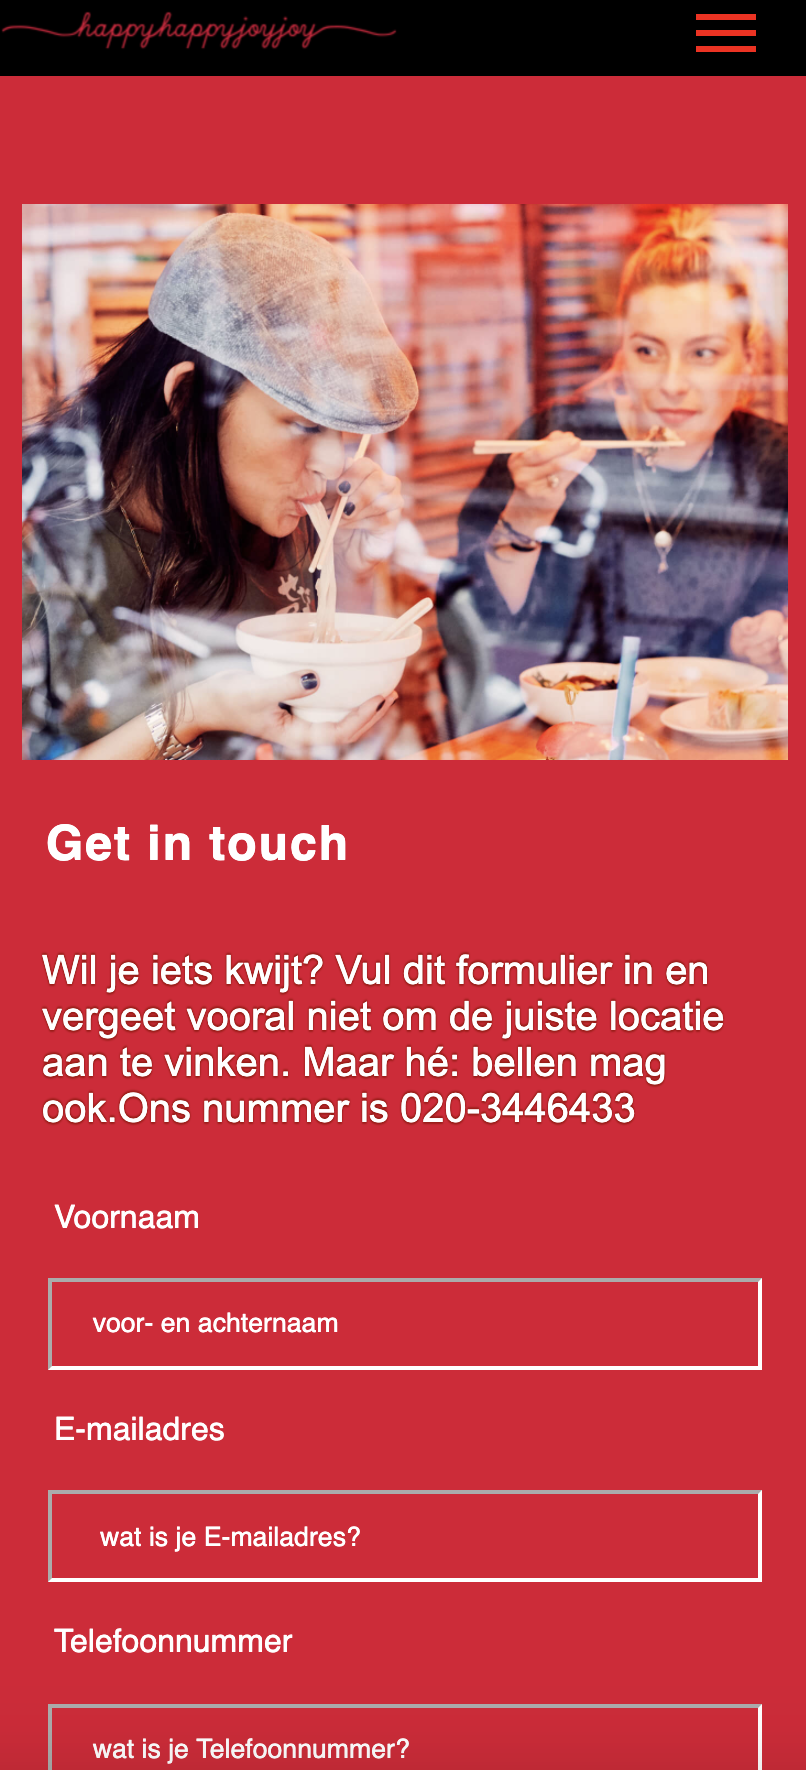 happyhappyjoyjoy
Get in touch
Wil je iets kwijt? Vul dit formulier in en
vergeet vooral niet om de juiste locatie
aan te vinken. Maar hé: bellen mag
ook.Ons nummer is 020-3446433
Voornaam
voor- en achternaam
E-mailadres
wat is je E-mailadres?
Telefoonnummer
wat is je Telefoonnummer?